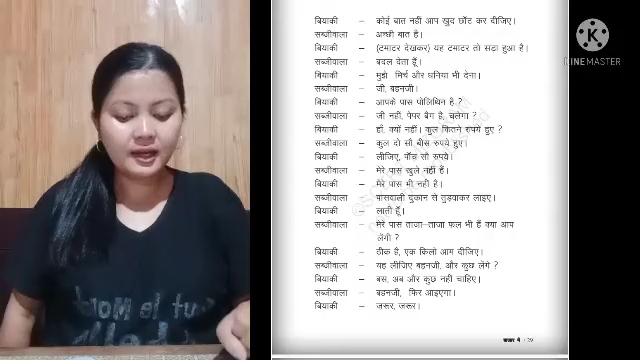 बियाकी – कोई बात नहीं आप खुद छाँट कर दीजिए।
सब्जीवाला – अच्छी बात है।
बियाकी – (टमाटर देखकर) यह टमाटर तो सड़ा हुआ है।
सब्जीवाला – बदल देता हूँ।
बियाकी – मुझे मिर्च और धनिया भी देना।
सब्जीवाला – जी, बहनजी।
बियाकी – आपके पास पोलिथिन है ?
सब्जीवाला – जी नहीं, पेपर बैग है, चलेगा ?
बियाकी – हाँ, क्यों नहीं। कुल कितने रुपये हुए ?
सब्जीवाला – कुल दो सौ बीस रुपये हुए।
बियाकी – लीजिए, पाँच सौ रुपये।
सब्जीवाला – मेरे पास खुले नहीं हैं।
बियाकी – मेरे पास भी नही है।
सब्जीवाला – पासवाली दुकान से तुड़वाकर लाइए।
बियाकी – लाती हूँ।
सब्जीवाला – मेरे पास ताजा–ताजा फल भी हैं क्या आप
लेंगी ?
बियाकी – ठीक है, एक किलो आम दीजिए।
सब्जीवाला – यह लीजिए बहनजी, और कुछ लेंगे ?
बियाकी – बस, अब और कुछ नही चाहिए।
सब्जीवाला – बहनजी, फिर आइएगा।
बियाकी – जरूर, जरूर।
बाजार में : 29
KINEMASTER